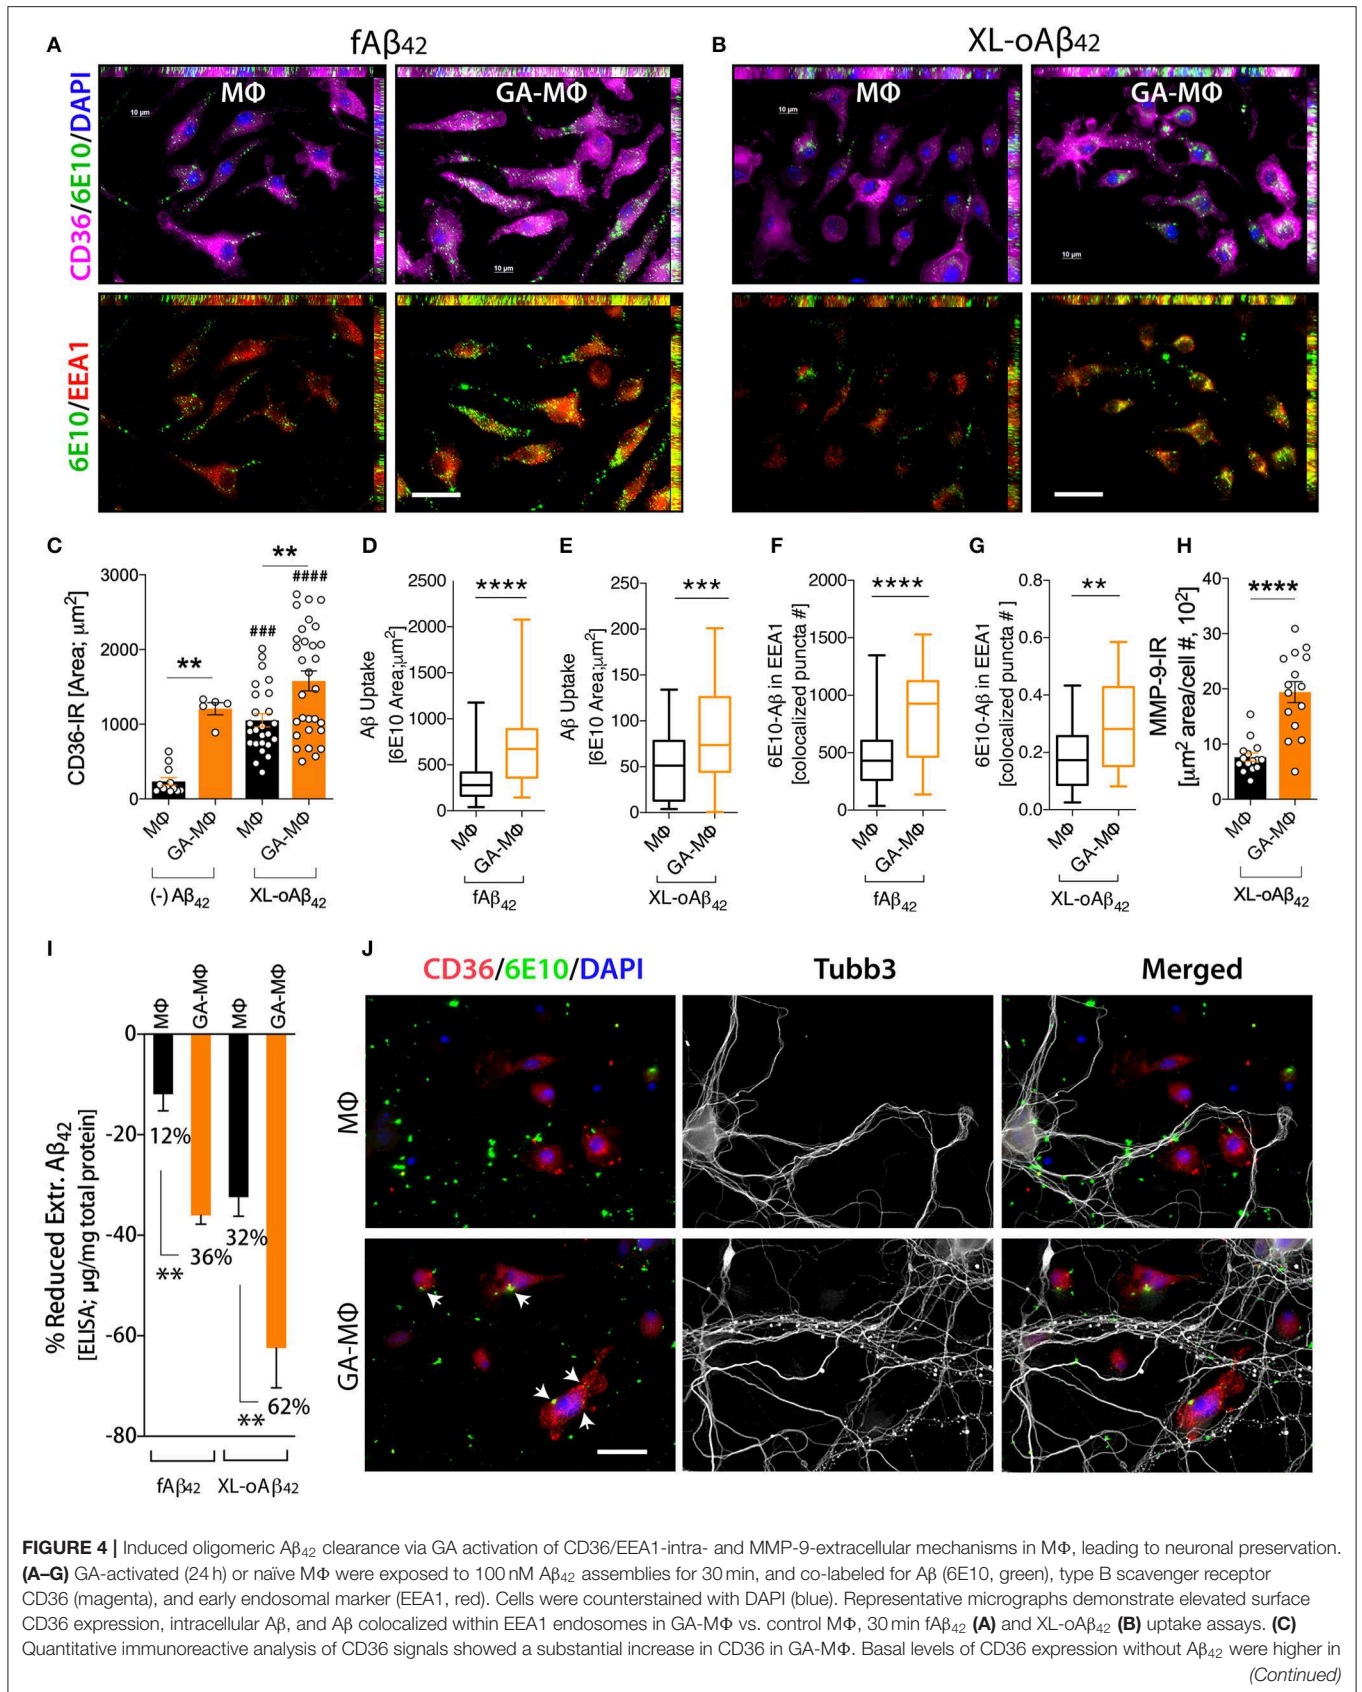 A
fAβ42
B
XL-oAβ42
CD36/6E10/DAPI
MΦ
10 µm
GA-MΦ
10 µm
MΦ
10 µm
GA-MΦ
10 µm
6E10/EEA1
C
CD36-IR [Area; µm2]
3000
2000
1000
0
**
**
###
####
MΦ
GA-MΦ
MΦ
GA-MΦ
(-) Aβ42
XL-oAβ42
D
Aβ Uptake
[6E10 Area;µm2]
2500
2000
1500
1000
500
0
****
MΦ
GA-MΦ
fAβ42
E
Aβ Uptake
[6E10 Area;µm2]
250
200
150
100
50
0
***
MΦ
GA-MΦ
XL-oAβ42
F
6E10-Aβ in EEA1
[colocalized puncta #]
2000
1500
1000
500
0
****
MΦ
GA-MΦ
fAβ42
G
6E10-Aβ in EEA1
[colocalized puncta # ]
0.8
0.6
0.4
0.2
0.0
**
MΦ
GA-MΦ
XL-oAβ42
H
MMP-9-IR
[µm2 area/cell #, 102]
40
30
20
10
0
****
MΦ
GA-MΦ
XL-oAβ42
I
% Reduced Extr. Aβ42
[ELISA; µg/mg total protein]
MΦ
GA-MΦ
MΦ
GA-MΦ
0
-20
-40
-60
-80
12%
36%
32%
62%
**
**
fAβ42
XL-oAβ42
J
CD36/6E10/DAPI
Tubb3
Merged
MΦ
GA-MΦ
FIGURE 4 | Induced oligomeric Aβ42 clearance via GA activation of CD36/EEA1-intra- and MMP-9-extracellular mechanisms in MΦ, leading to neuronal preservation.
(A–G) GA-activated (24 h) or naïve MΦ were exposed to 100 nM Aβ42 assemblies for 30 min, and co-labeled for Aβ (6E10, green), type B scavenger receptor
CD36 (magenta), and early endosomal marker (EEA1, red). Cells were counterstained with DAPI (blue). Representative micrographs demonstrate elevated surface
CD36 expression, intracellular Aβ, and Aβ colocalized within EEA1 endosomes in GA-MΦ vs. control MΦ, 30 min fAβ42 (A) and XL-oAβ42 (B) uptake assays. (C)
Quantitative immunoreactive analysis of CD36 signals showed a substantial increase in CD36 in GA-MΦ. Basal levels of CD36 expression without Aβ42 were higher in
(Continued)